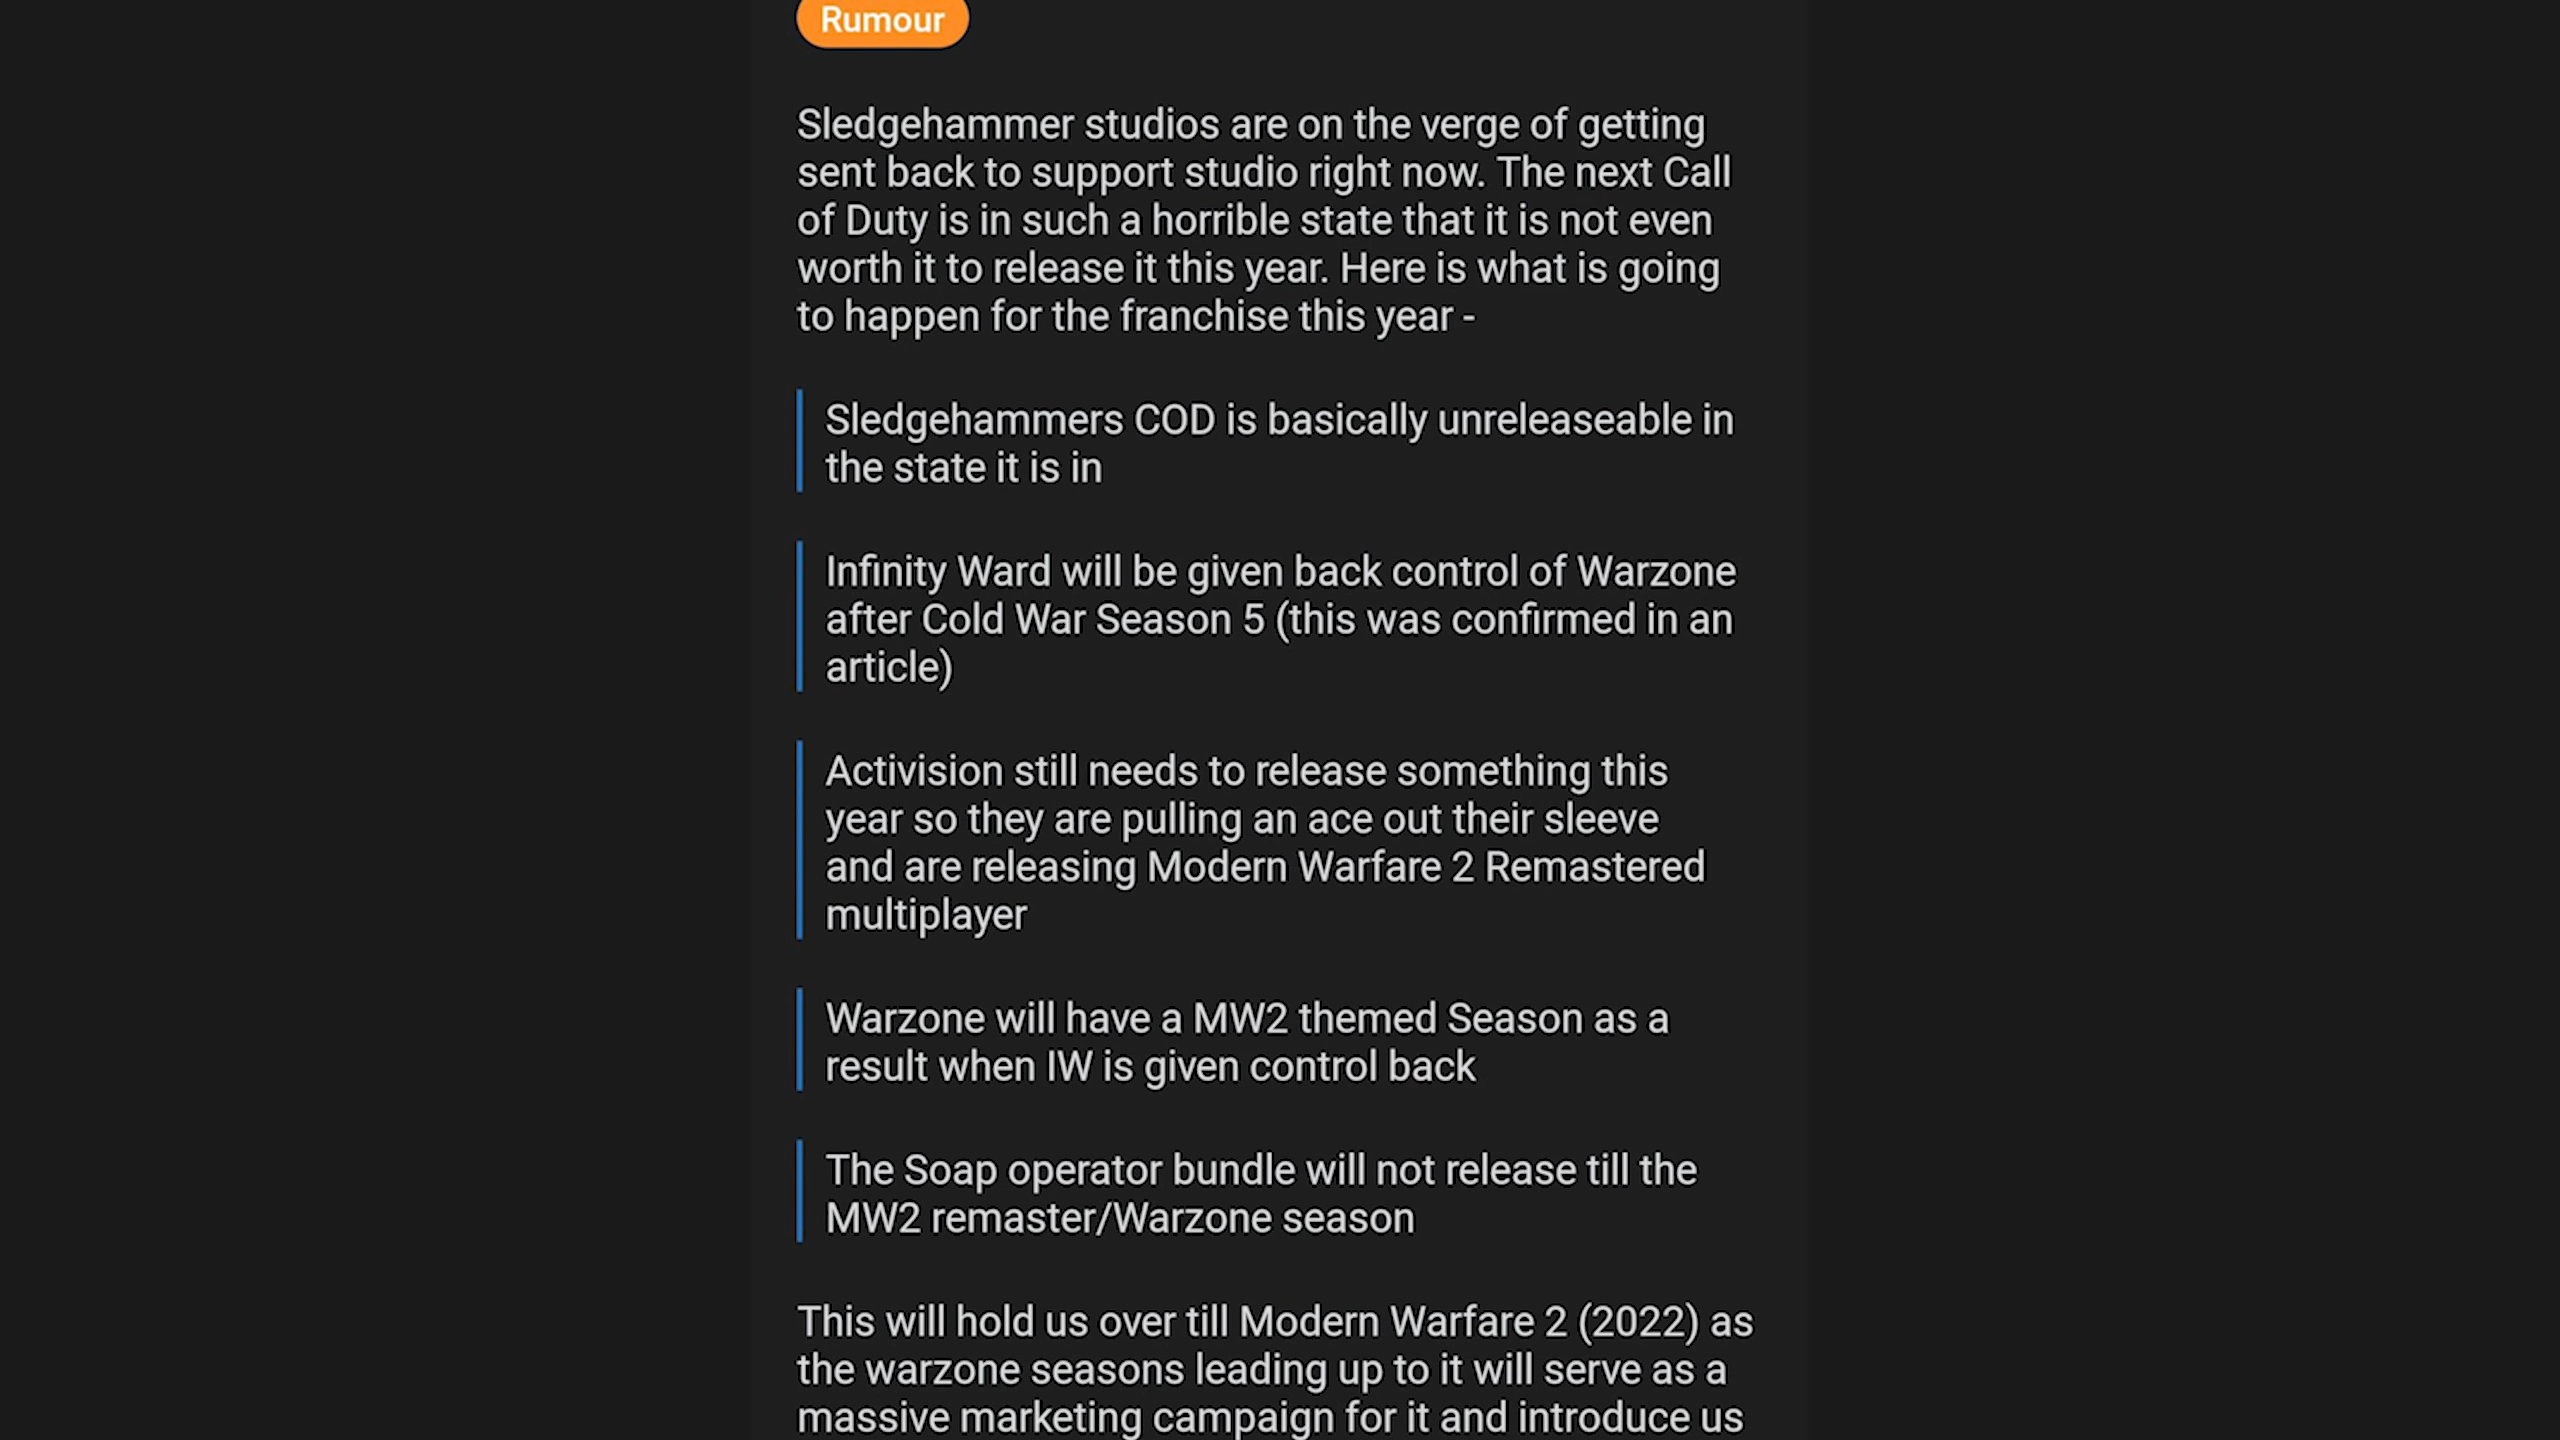 Rumour
Sledgehammer studios are on the verge of getting
sent back to support studio right now. The next Call
of Duty is in such a horrible state that it is not even
worth it to release it this year. Here is what is going
to happen for the franchise this year -
Sledgehammers COD is basically unreleaseable in
the state it is in
Infinity Ward will be given back control of Warzone
after Cold War Season 5 (this was confirmed in an
article)
Activision still needs to release something this
year so they are pulling an ace out their sleeve
and are releasing Modern Warfare 2 Remastered
multiplayer
Warzone will have a MW2 themed Season as a
result when IW is given control back
The Soap operator bundle will not release till the
MW2 remaster/Warzone season
This will hold us over till Modern Warfare 2 (2022) as
the warzone seasons leading up to it will serve as a
massive marketing campaign for it and introduce us